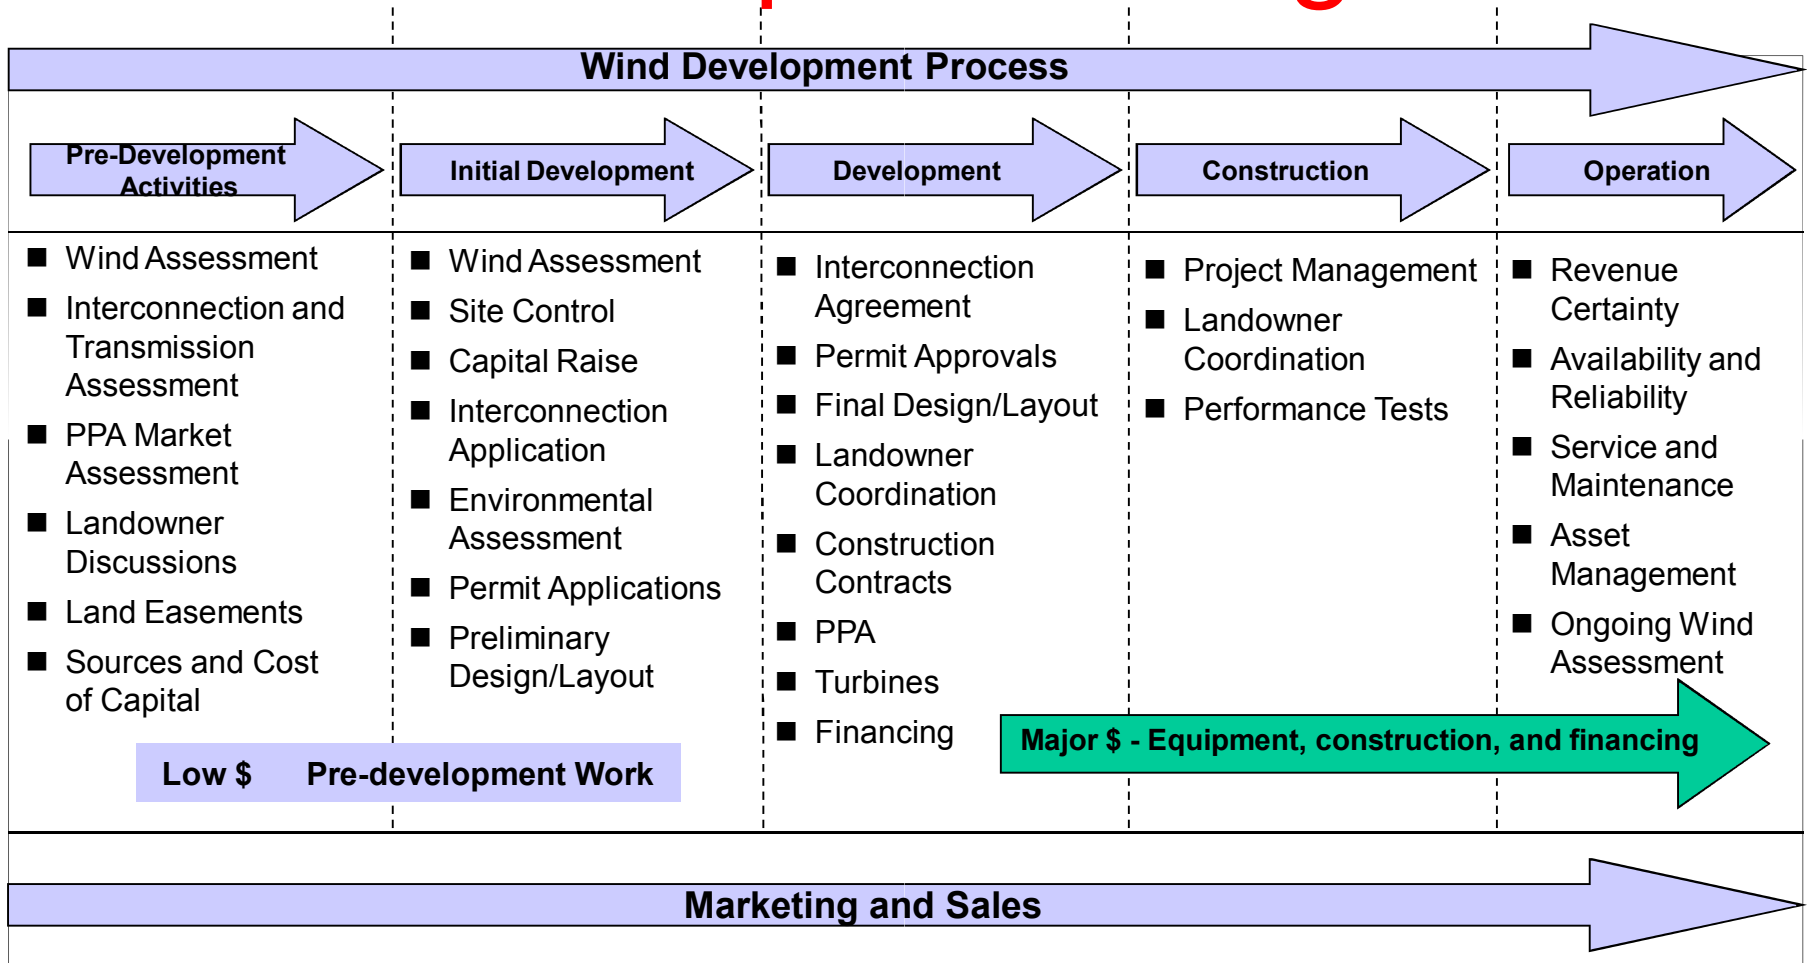 Wind Development Process
Pre-Development
Activities
Initial Development
Development
Construction
Operation
Wind Assessment
Interconnection and
Transmission
Assessment
PPA Market
Assessment
Landowner
Discussions
Land Easements
Sources and Cost
of Capital
Wind Assessment
Site Control
Capital Raise
Interconnection
Application
Environmental
Assessment
Permit Applications
Preliminary
Design/Layout
Interconnection
Agreement
Permit Approvals
Final Design/Layout
Landowner
Coordination
Construction
Contracts
PPA
Turbines
Financing
Project Management
Landowner
Coordination
Performance Tests
Revenue
Certainty
Availability and
Reliability
Service and
Maintenance
Asset
Management
Ongoing Wind
Assessment
Low $ Pre-development Work
Major $ - Equipment, construction, and financing
Marketing and Sales